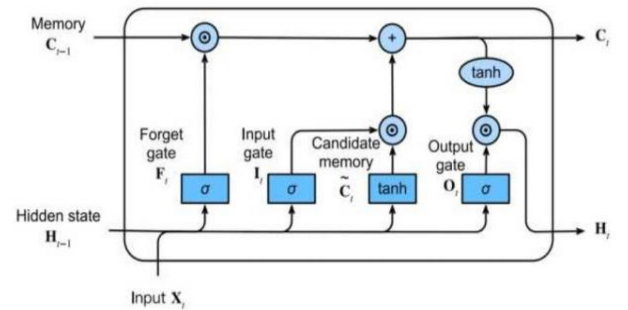 Memory
C_{t-1}
C_t
tanh
Forget
gate
F_t
Input
gate
I_t
Candidate
memory
C̃_t
Output
gate
O_t
σ
σ
tanh
σ
Hidden state
H_{t-1}
H_t
Input X_t